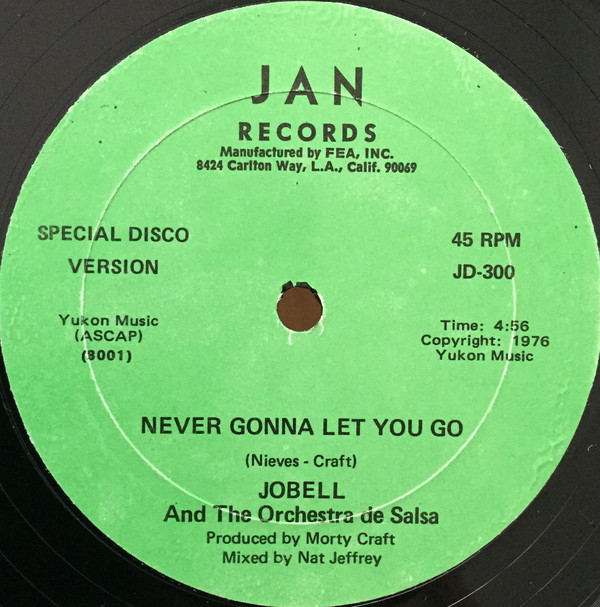 JAN
RECORDS
Manufactured by FEA, INC.
8424 Carlton Way, L.A., Calif. 90069
SPECIAL DISCO
VERSION
45 RPM
JD-300
Yukon Music
(ASCAP)
(8001)
Time: 4:56
Copyright: 1976
Yukon Music
NEVER GONNA LET YOU GO
(Nieves - Craft)
JOBELL
And The Orchestra de Salsa
Produced by Morty Craft
Mixed by Nat Jeffrey